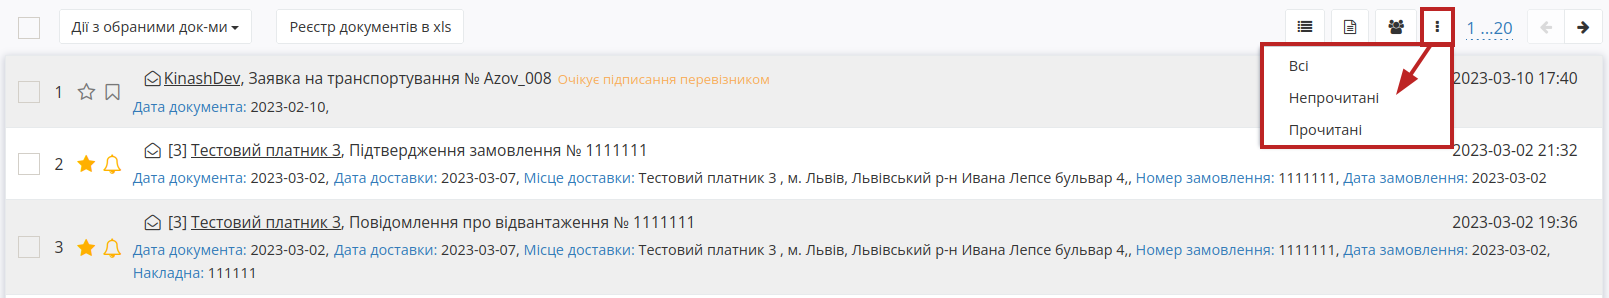 Дії з обраними док-ми
Реєстр документів в xls
1 ...20
Всі
Непрочитані
Прочитані
1
KinashDev, Заявка на транспортування № Azov_008 Очікує підписання перевізником
2023-03-10 17:40
Дата документа: 2023-02-10,
2
[3] Тестовий платник 3, Підтвердження замовлення № 1111111
2023-03-02 21:32
Дата документа: 2023-03-02, Дата доставки: 2023-03-07, Місце доставки: Тестовий платник 3 , м. Львів, Львівський р-н Ивана Лепсе бульвар 4,, Номер замовлення: 1111111, Дата замовлення: 2023-03-02
3
[3] Тестовий платник 3, Повідомлення про відвантаження № 1111111
2023-03-02 19:36
Дата документа: 2023-03-02, Дата доставки: 2023-03-07, Місце доставки: Тестовий платник 3 , м. Львів, Львівський р-н Ивана Лепсе бульвар 4,, Номер замовлення: 1111111, Дата замовлення: 2023-03-02,
Накладна: 111111